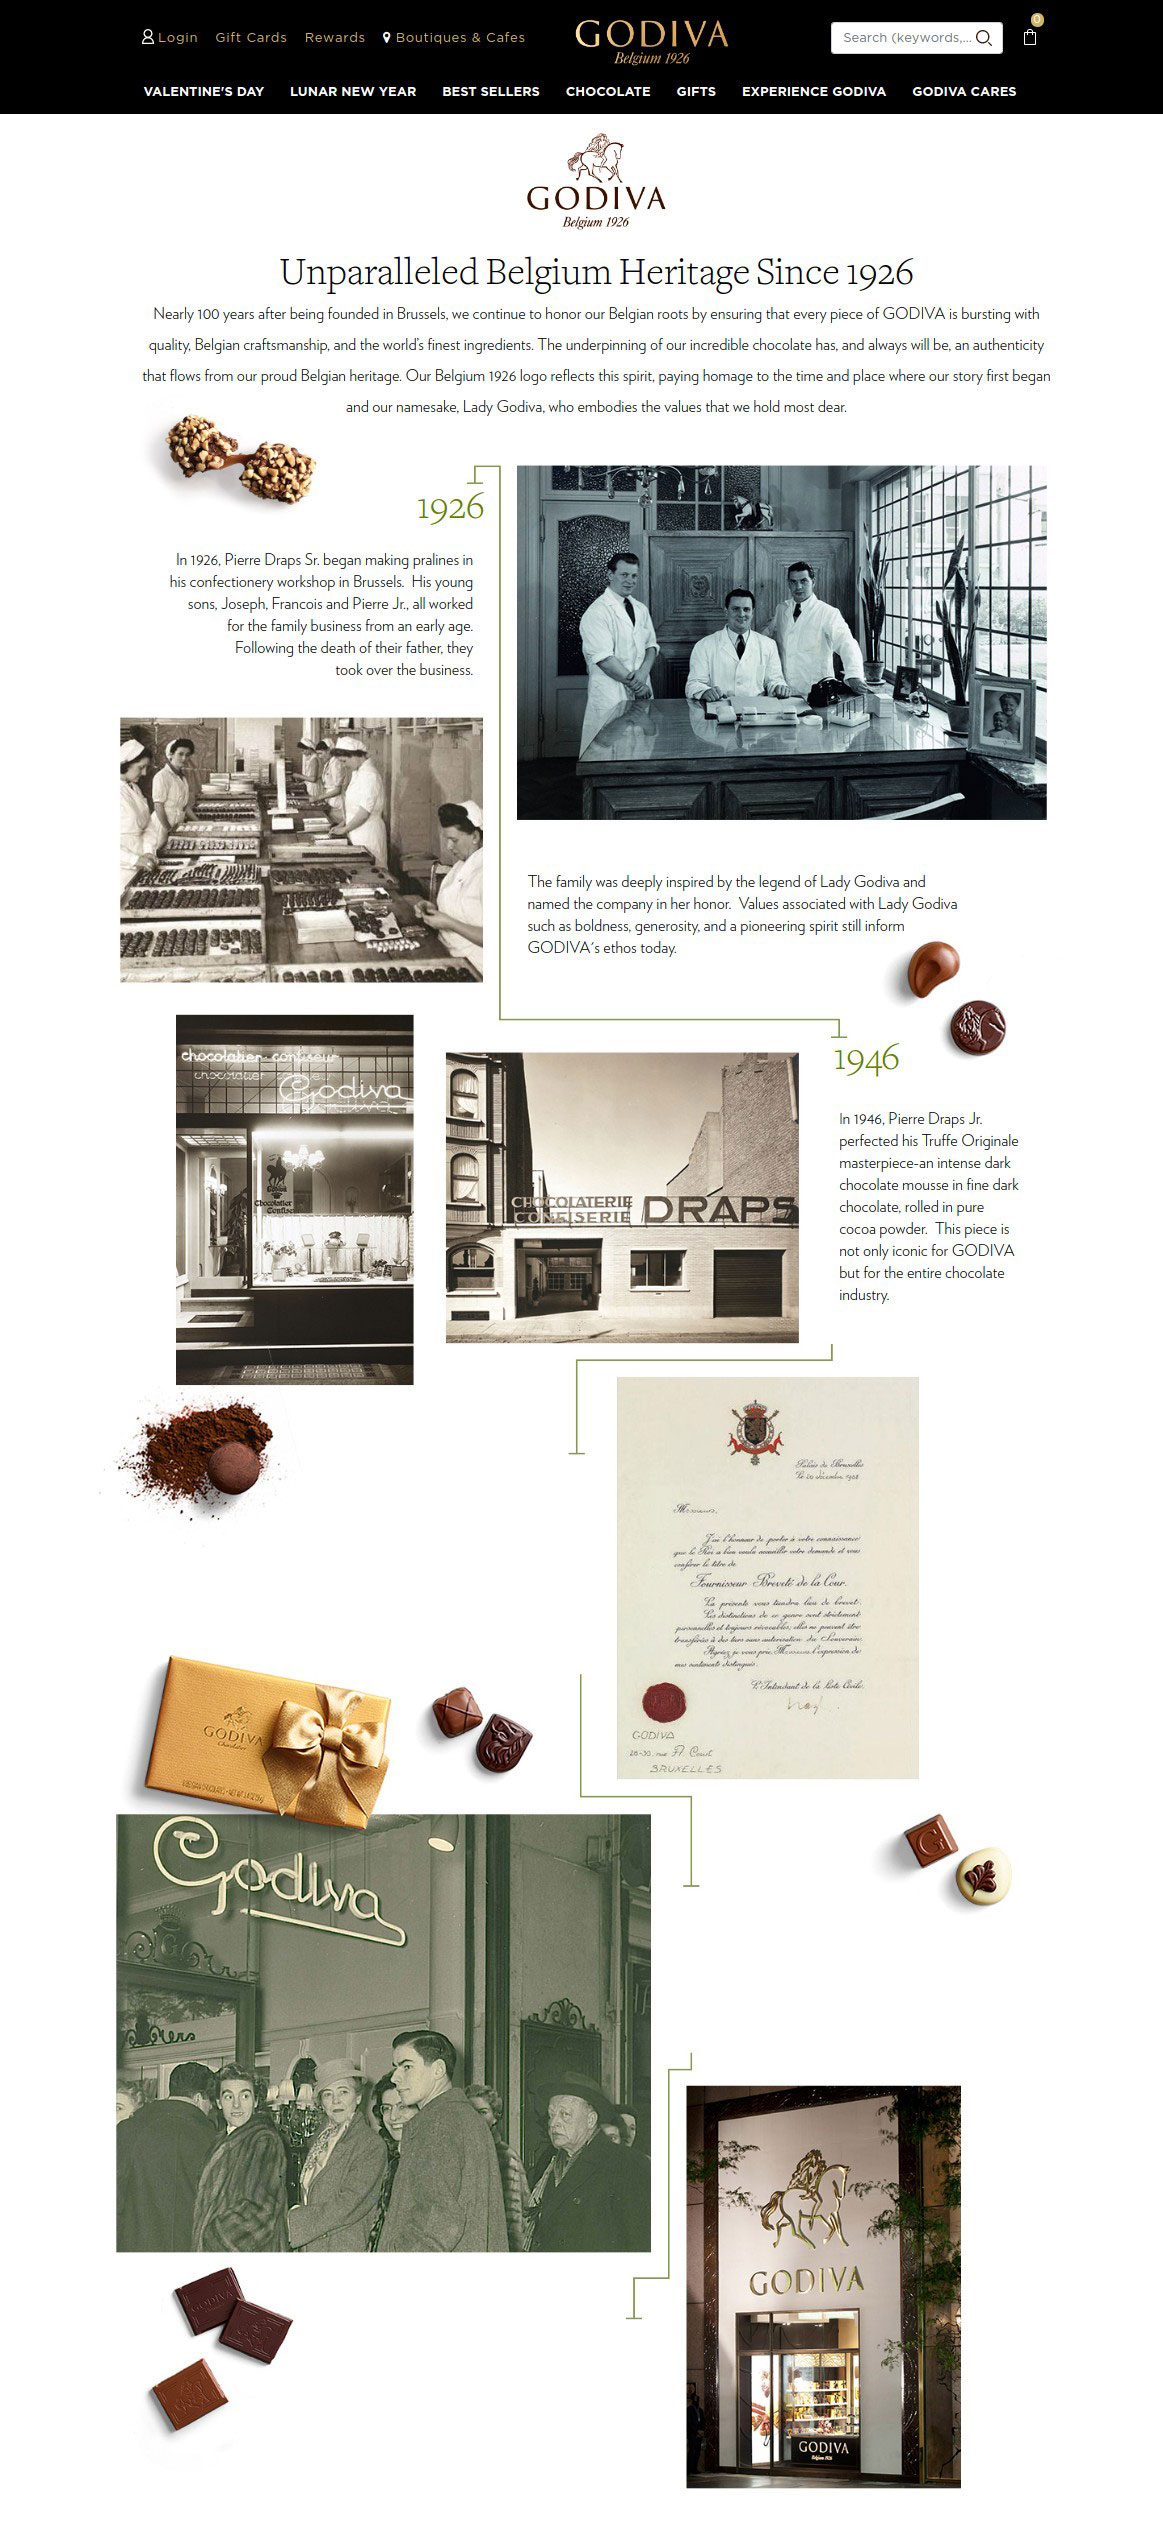 Login Gift Cards Rewards Boutiques & Cafes
GODIVA
Belgium 1926
Search (keywords,...
0
VALENTINE'S DAY LUNAR NEW YEAR BEST SELLERS CHOCOLATE GIFTS EXPERIENCE GODIVA GODIVA CARES
GODIVA
Belgium 1926
Unparalleled Belgium Heritage Since 1926
Nearly 100 years after being founded in Brussels, we continue to honor our Belgian roots by ensuring that every piece of GODIVA is bursting with
quality, Belgian craftsmanship, and the world's finest ingredients. The underpinning of our incredible chocolate has, and always will be, an authenticity
that flows from our proud Belgian heritage. Our Belgium 1926 logo reflects this spirit, paying homage to the time and place where our story first began
and our namesake, Lady Godiva, who embodies the values that we hold most dear.
1926
In 1926, Pierre Draps Sr. began making pralines in
his confectionery workshop in Brussels. His young
sons, Joseph, Francois and Pierre Jr., all worked
for the family business from an early age.
Following the death of their father, they
took over the business.
The family was deeply inspired by the legend of Lady Godiva and
named the company in her honor. Values associated with Lady Godiva
such as boldness, generosity, and a pioneering spirit still inform
GODIVA's ethos today.
1946
In 1946, Pierre Draps Jr.
perfected his Truffe Originale
masterpiece-an intense dark
chocolate mousse in fine dark
chocolate, rolled in pure
cocoa powder. This piece is
not only iconic for GODIVA
but for the entire chocolate
industry.
chocolatier confiseur
chocolatier
Godiva
Godiva
Chocolatier
Confiseur
CHOCOLATERIE
CONFISERIE DRAPS
Palais de Bruxelles
Le 20 décembre 1968
Messieurs,
J'ai l'honneur de porter à votre connaissance
que le Roi a bien voulu accueillir votre demande et vous
conférer le titre de
Fournisseur Breveté de la Cour.
La présente vous tiendra lieu de brevet.
Les distinctions de ce genre sont strictement
personnelles et toujours révocables; elles ne peuvent être
transférées à des tiers sans autorisation du Souverain.
Agréez je vous prie, Messieurs l'expression de
mes sentiments distingués.
L'Intendant de la Liste Civile.
GODIVA
BRUXELLES
GODIVA
Chocolatier
Godiva
GODIVA
GODIVA
GODIVA
Belgium 1926
G